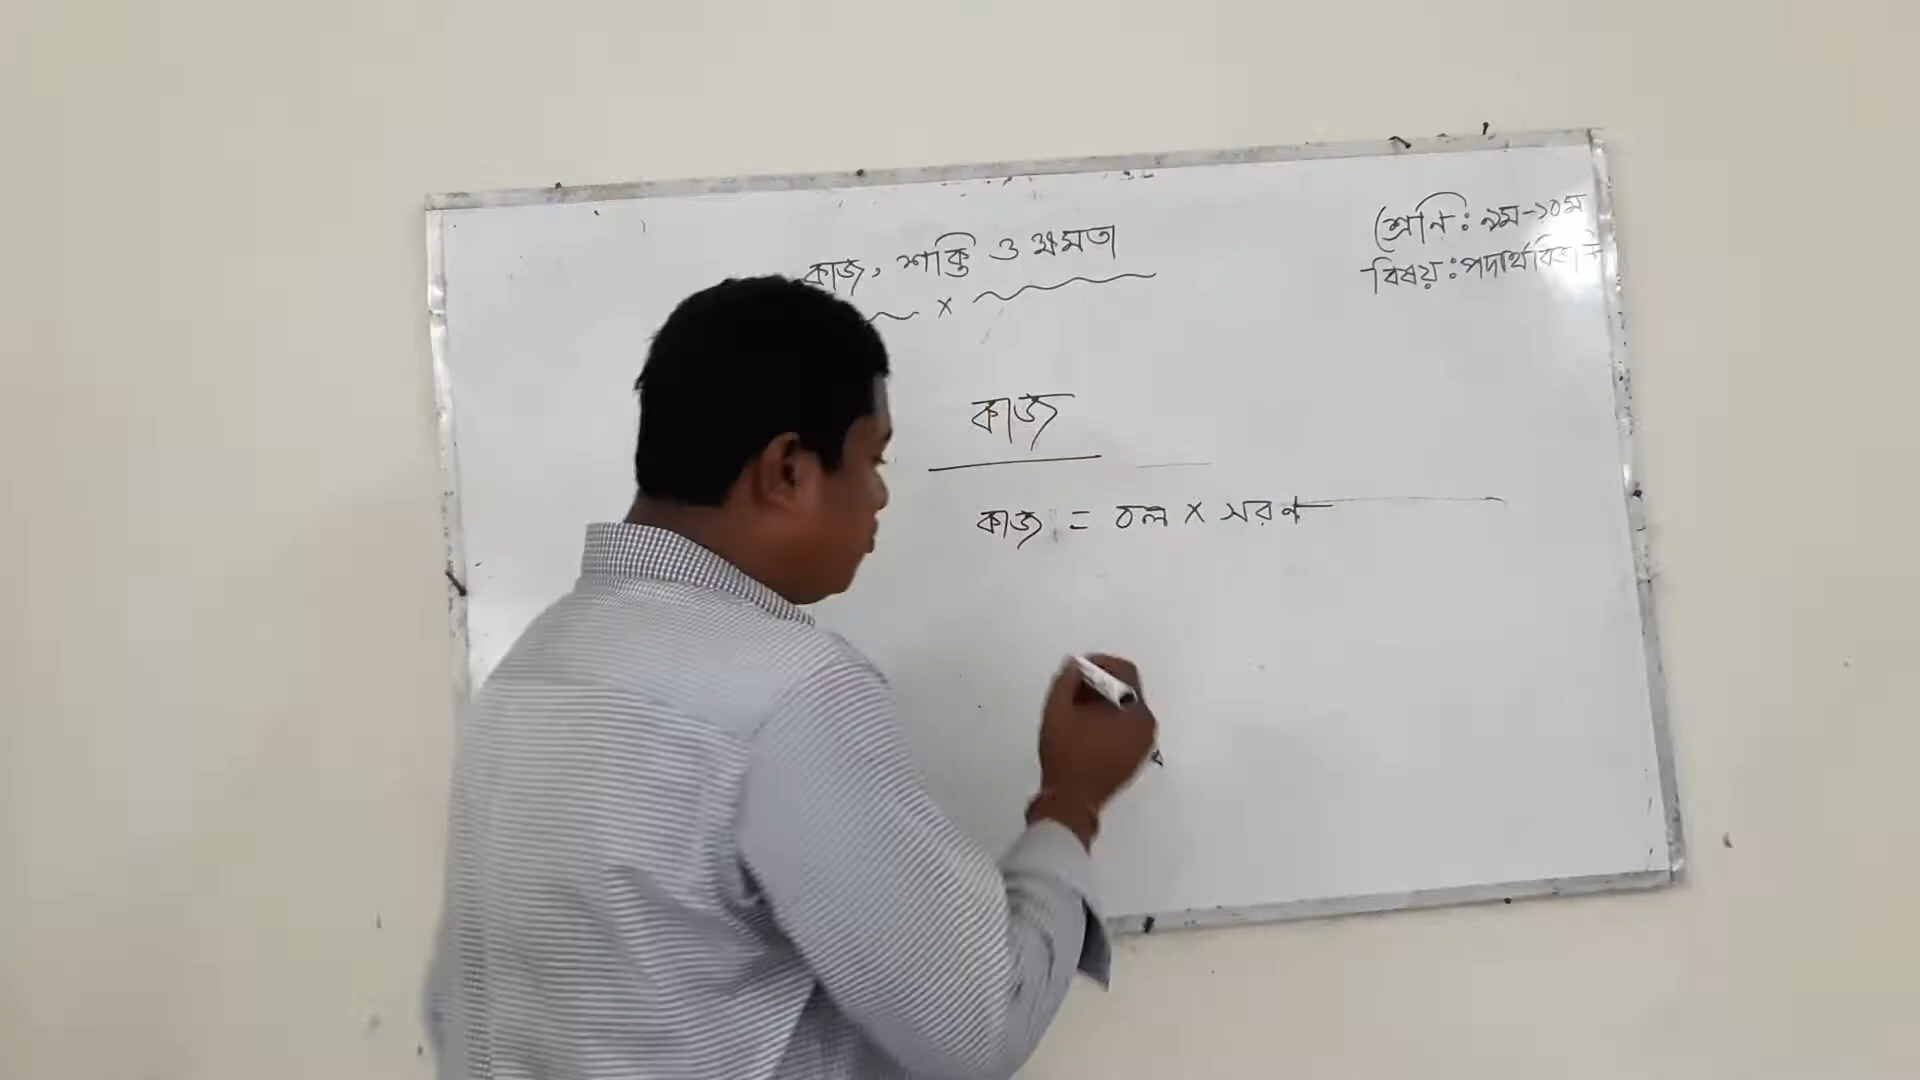 কাজ, শক্তি ও ক্ষমতা
x
শ্রেণি: ৯ম-১০ম
বিষয়: পদার্থবিজ্ঞান
কাজ
কাজ = বল x সরণ